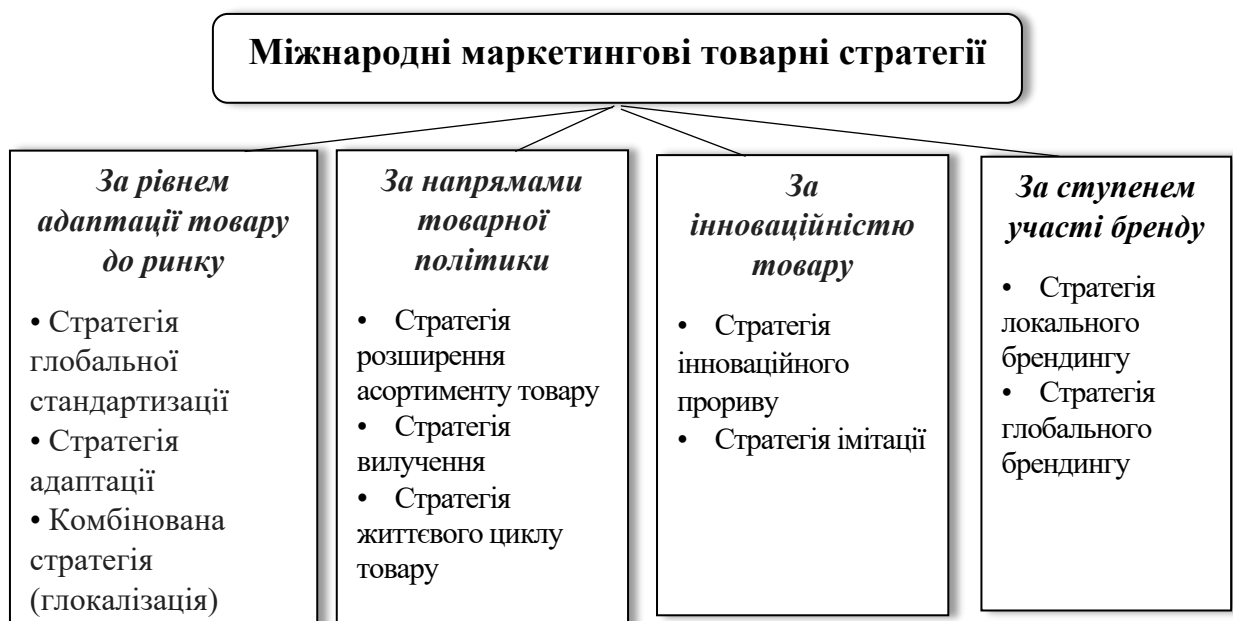 Міжнародні маркетингові товарні стратегії
За рівнем
адаптації товару
до ринку
• Стратегія
глобальної
стандартизації
• Стратегія
адаптації
• Комбінована
стратегія
(глокалізація)
За напрямами
товарної
політики
• Стратегія
розширення
асортименту товару
• Стратегія
вилучення
• Стратегія
життєвого циклу
товару
За
інноваційністю
товару
• Стратегія
інноваційного
прориву
• Стратегія імітації
За ступенем
участі бренду
• Стратегія
локального
брендингу
• Стратегія
глобального
брендингу